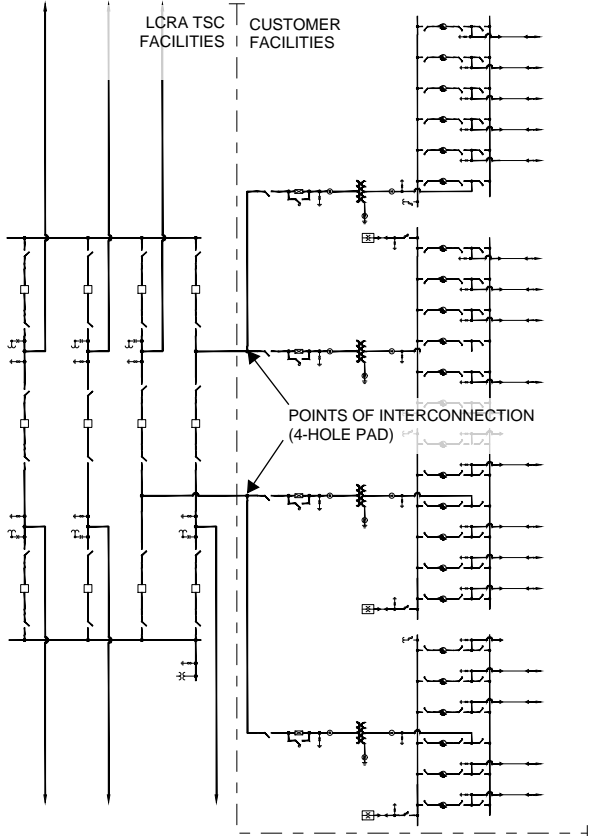 LCRA TSC
FACILITIES
CUSTOMER
FACILITIES
POINTS OF INTERCONNECTION
(4-HOLE PAD)